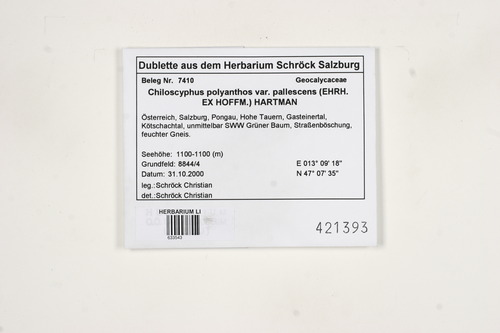 Dublette aus dem Herbarium Schröck Salzburg
Beleg Nr. 7410 Geocalycaceae
Chiloscyphus polyanthos var. pallescens (EHRH.
EX HOFFM.) HARTMAN
Österreich, Salzburg, Pongau, Hohe Tauern, Gasteinertal,
Kötschachtal, unmittelbar SWW Grüner Baum, Straßenböschung,
feuchter Gneis.
Seehöhe: 1100-1100 (m)
Grundfeld: 8844/4 E 013° 09' 18"
Datum: 31.10.2000 N 47° 07' 35"
leg.:Schröck Christian
det.:Schröck Christian
HERBARIUM LI
421393